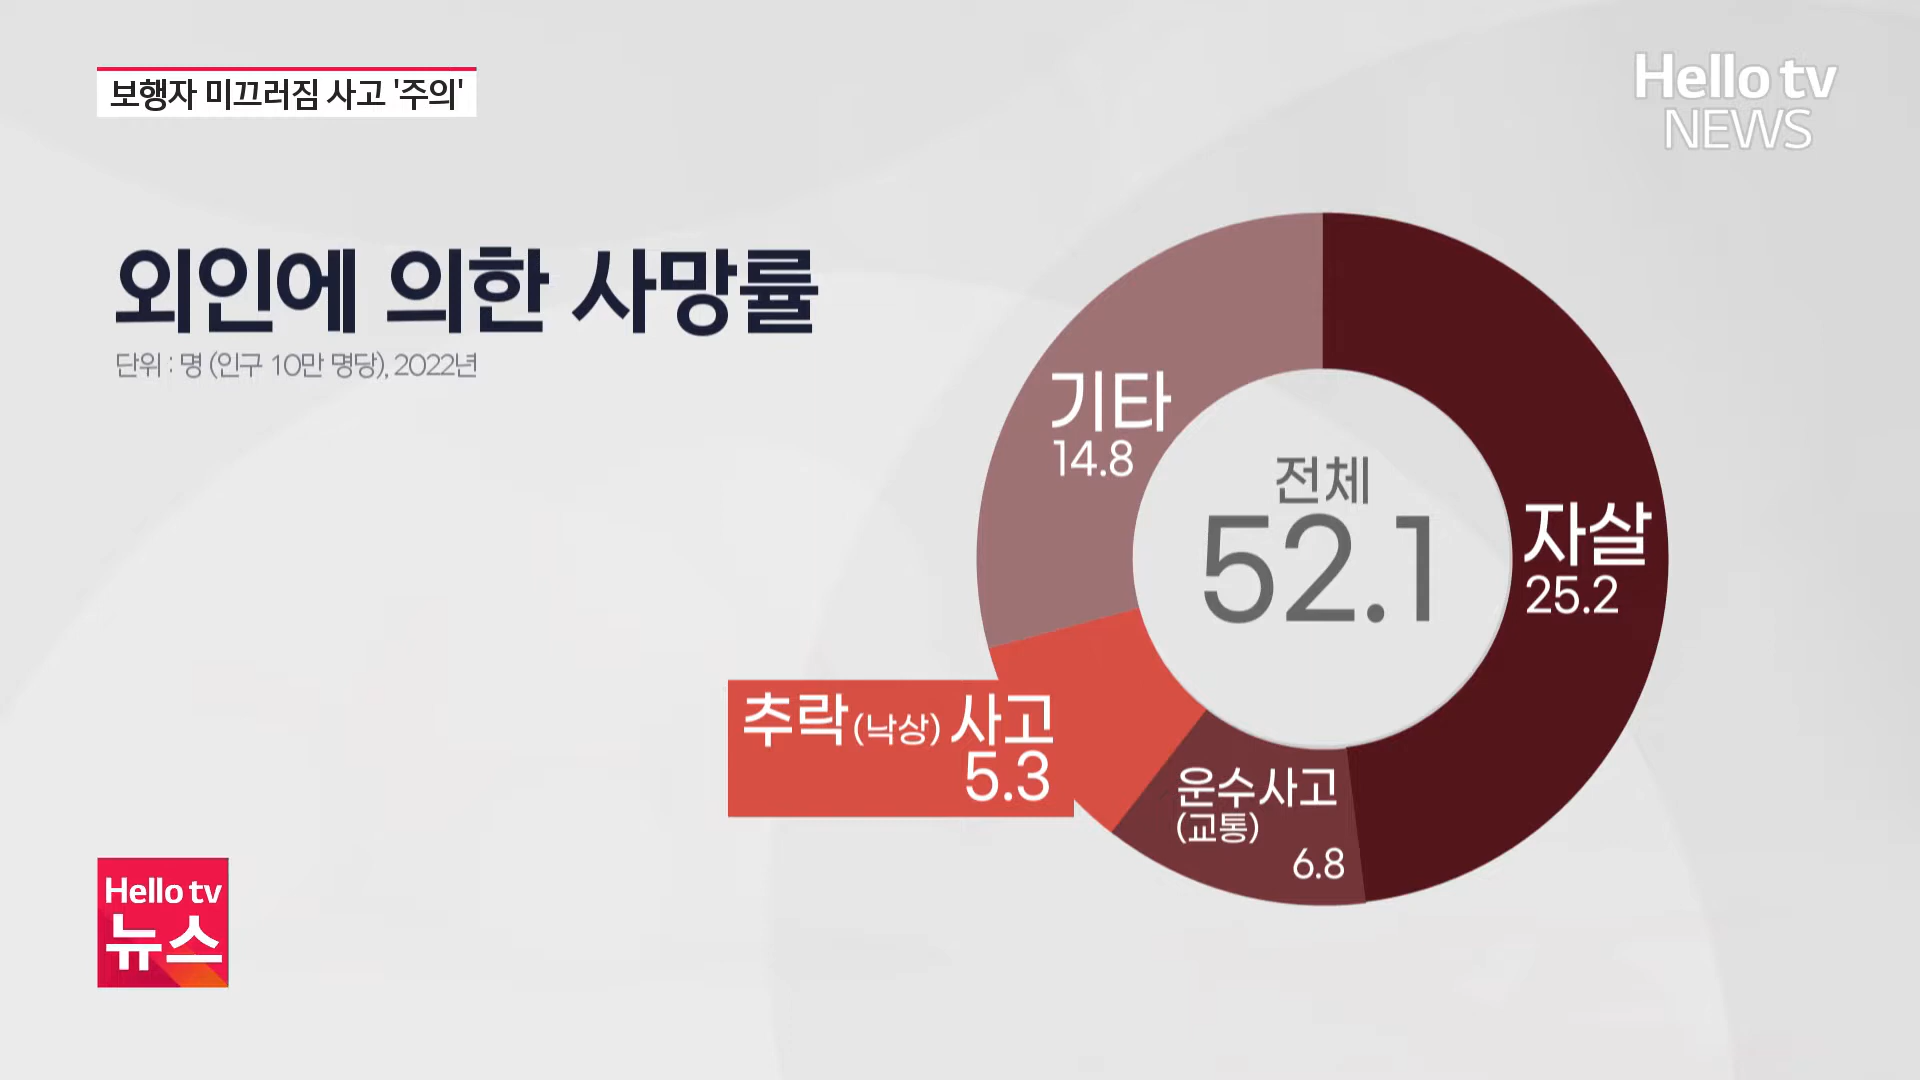 보행자 미끄러짐 사고 '주의'
Hello tv
NEWS
외인에 의한 사망률
단위 : 명 (인구 10만 명당), 2022년
기타
14.8
전체
52.1
자살
25.2
추락(낙상) 사고
5.3
운수사고
(교통)
6.8
Hello tv
뉴스